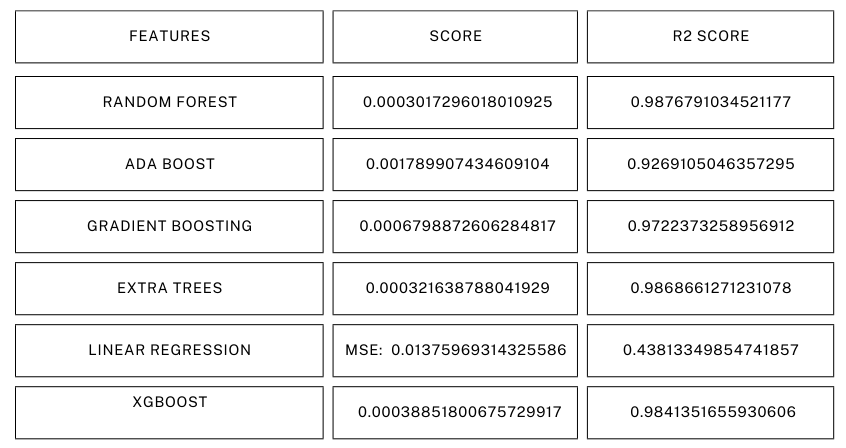 FEATURES SCORE R2 SCORE
RANDOM FOREST 0.0003017296018010925 0.9876791034521177
ADA BOOST 0.001789907434609104 0.9269105046357295
GRADIENT BOOSTING 0.0006798872606284817 0.9722373258956912
EXTRA TREES 0.000321638788041929 0.9868661271231078
LINEAR REGRESSION MSE: 0.01375969314325586 0.43813349854741857
XGBOOST 0.00038851800675729917 0.9841351655930606